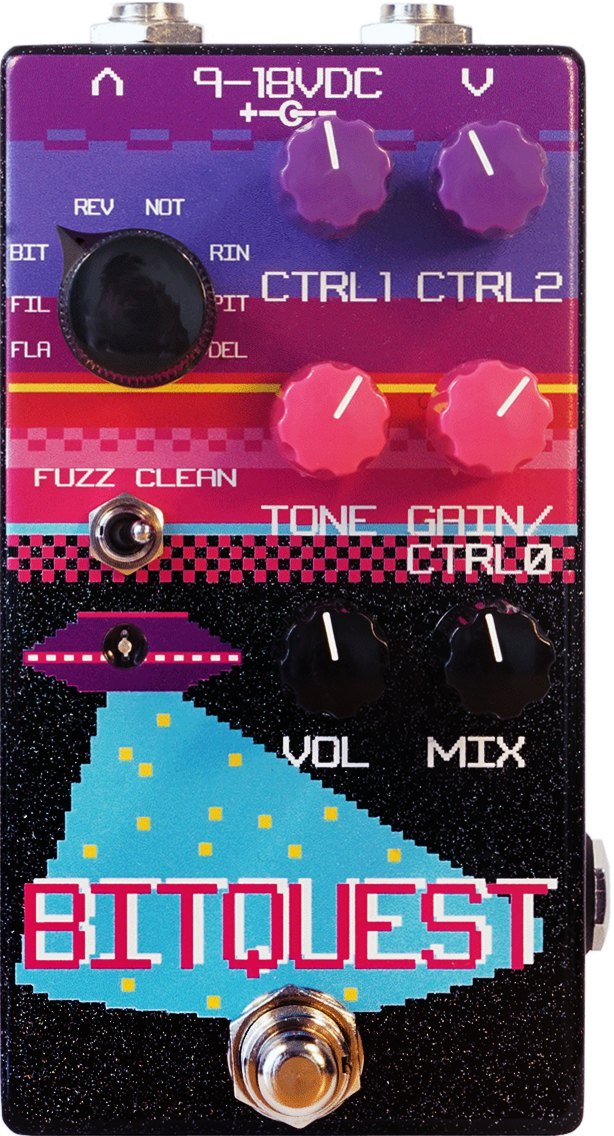 9-18VDC
+ -
REV NOT
BIT
RIN
FIL
PIT
FLA
DEL
CTRL1 CTRL2
FUZZ CLEAN
TONE GAIN/
CTRL0
VOL MIX
BITQUEST